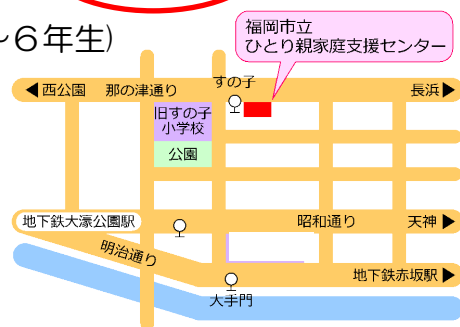 ～6年生)
福岡市立
ひとり親家庭支援センター
すの子
◀西公園
那の津通り
長浜▶
旧すの子
小学校
公園
地下鉄大濠公園駅
昭和通り
天神▶
明治通り
地下鉄赤坂駅▶
大手門